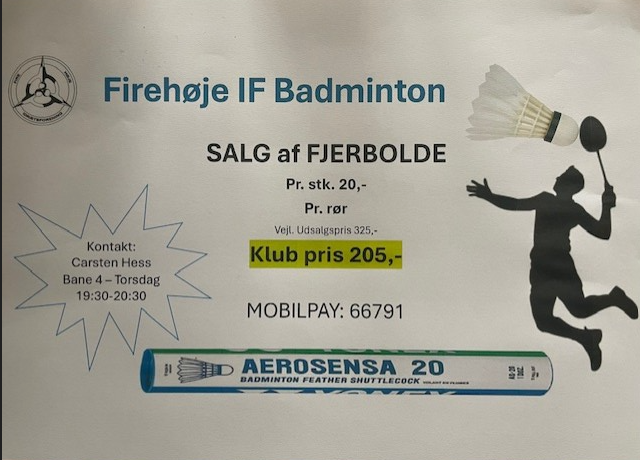 Firehøje IF Badminton
SALG af FJERBOLDE
Pr. stk. 20,-
Pr. rør
Vejl. Udsalgspris 325,-
Klub pris 205,-
Kontakt:
Carsten Hess
Bane 4 – Torsdag
19:30-20:30
MOBILPAY: 66791
AEROSENSA 20
BADMINTON FEATHER SHUTTLECOCK
YONEX